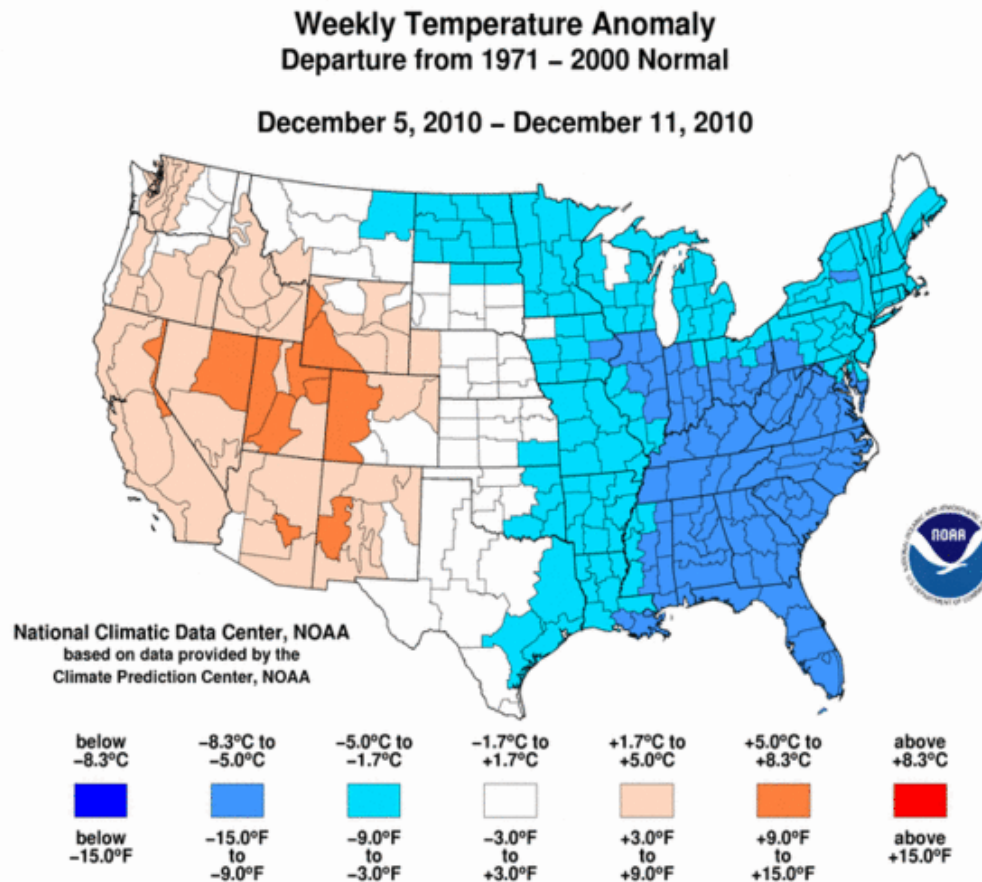 Weekly Temperature Anomaly
Departure from 1971 – 2000 Normal
December 5, 2010 – December 11, 2010
NOAA
National Climatic Data Center, NOAA
based on data provided by the
Climate Prediction Center, NOAA
below
–8.3°C
–8.3°C to
–5.0°C
–5.0°C to
–1.7°C
–1.7°C to
+1.7°C
+1.7°C to
+5.0°C
+5.0°C to
+8.3°C
above
+8.3°C
below
–15.0°F
–15.0°F
to
–9.0°F
–9.0°F
to
–3.0°F
–3.0°F
to
+3.0°F
+3.0°F
to
+9.0°F
+9.0°F
to
+15.0°F
above
+15.0°F